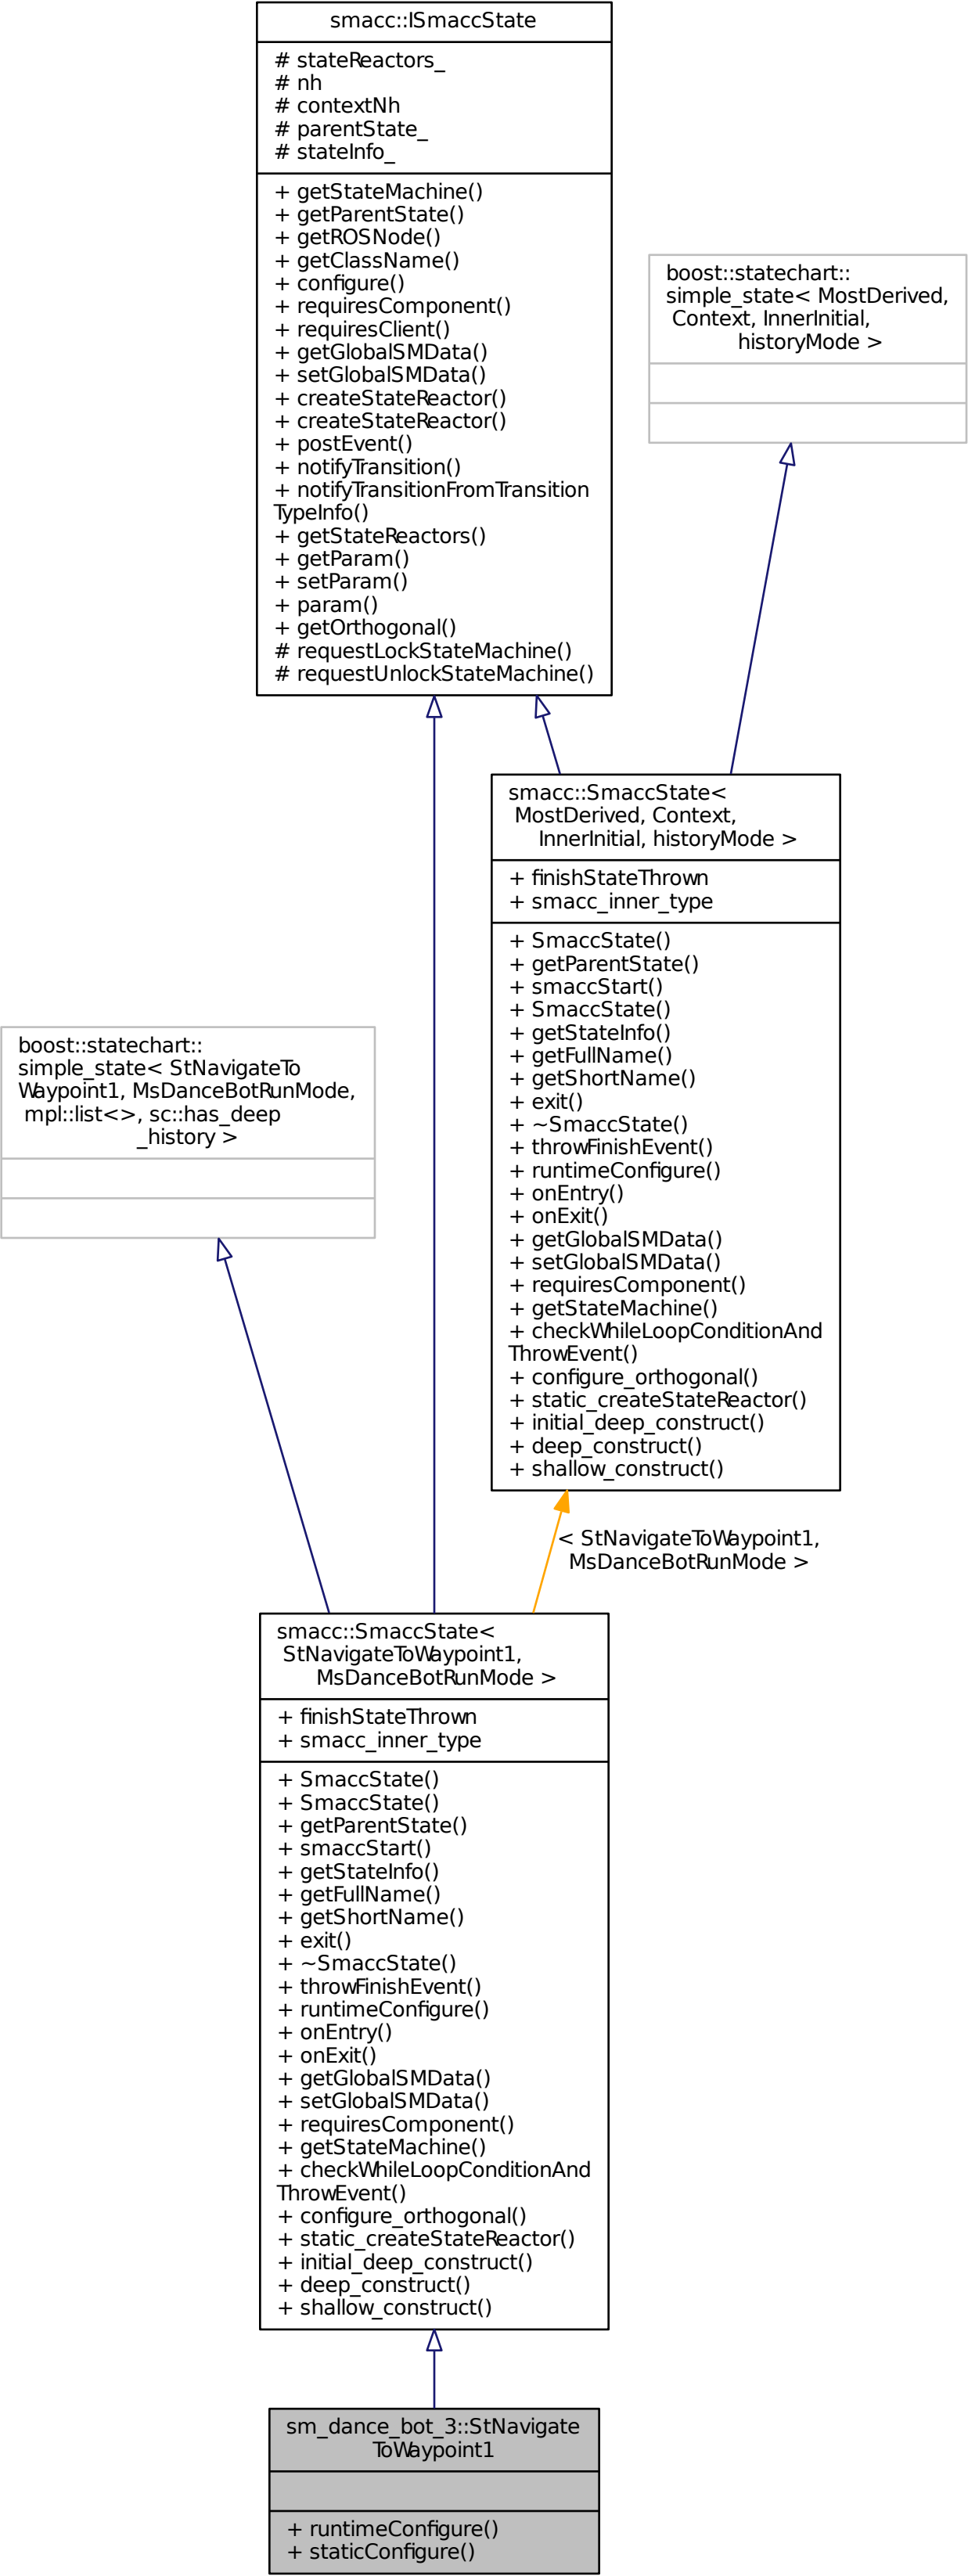 smacc::ISmaccState
# stateReactors_
# nh
# contextNh
# parentState_
# stateInfo_
+ getStateMachine()
+ getParentState()
+ getROSNode()
+ getClassName()
+ configure()
+ requiresComponent()
+ requiresClient()
+ getGlobalSMData()
+ setGlobalSMData()
+ createStateReactor()
+ createStateReactor()
+ postEvent()
+ notifyTransition()
+ notifyTransitionFromTransition
TypeInfo()
+ getStateReactors()
+ getParam()
+ setParam()
+ param()
+ getOrthogonal()
# requestLockStateMachine()
# requestUnlockStateMachine()
boost::statechart::
simple_state< MostDerived,
Context, InnerInitial,
historyMode >
smacc::SmaccState<
MostDerived, Context,
InnerInitial, historyMode >
+ finishStateThrown
+ smacc_inner_type
+ SmaccState()
+ getParentState()
+ smaccStart()
+ SmaccState()
+ getStateInfo()
+ getFullName()
+ getShortName()
+ exit()
+ ~SmaccState()
+ throwFinishEvent()
+ runtimeConfigure()
+ onEntry()
+ onExit()
+ getGlobalSMData()
+ setGlobalSMData()
+ requiresComponent()
+ getStateMachine()
+ checkWhileLoopConditionAnd
ThrowEvent()
+ configure_orthogonal()
+ static_createStateReactor()
+ initial_deep_construct()
+ deep_construct()
+ shallow_construct()
boost::statechart::
simple_state< StNavigateTo
Waypoint1, MsDanceBotRunMode,
mpl::list<>, sc::has_deep
_history >
< StNavigateToWaypoint1,
MsDanceBotRunMode >
smacc::SmaccState<
StNavigateToWaypoint1,
MsDanceBotRunMode >
+ finishStateThrown
+ smacc_inner_type
+ SmaccState()
+ SmaccState()
+ getParentState()
+ smaccStart()
+ getStateInfo()
+ getFullName()
+ getShortName()
+ exit()
+ ~SmaccState()
+ throwFinishEvent()
+ runtimeConfigure()
+ onEntry()
+ onExit()
+ getGlobalSMData()
+ setGlobalSMData()
+ requiresComponent()
+ getStateMachine()
+ checkWhileLoopConditionAnd
ThrowEvent()
+ configure_orthogonal()
+ static_createStateReactor()
+ initial_deep_construct()
+ deep_construct()
+ shallow_construct()
sm_dance_bot_3::StNavigate
ToWaypoint1
+ runtimeConfigure()
+ staticConfigure()